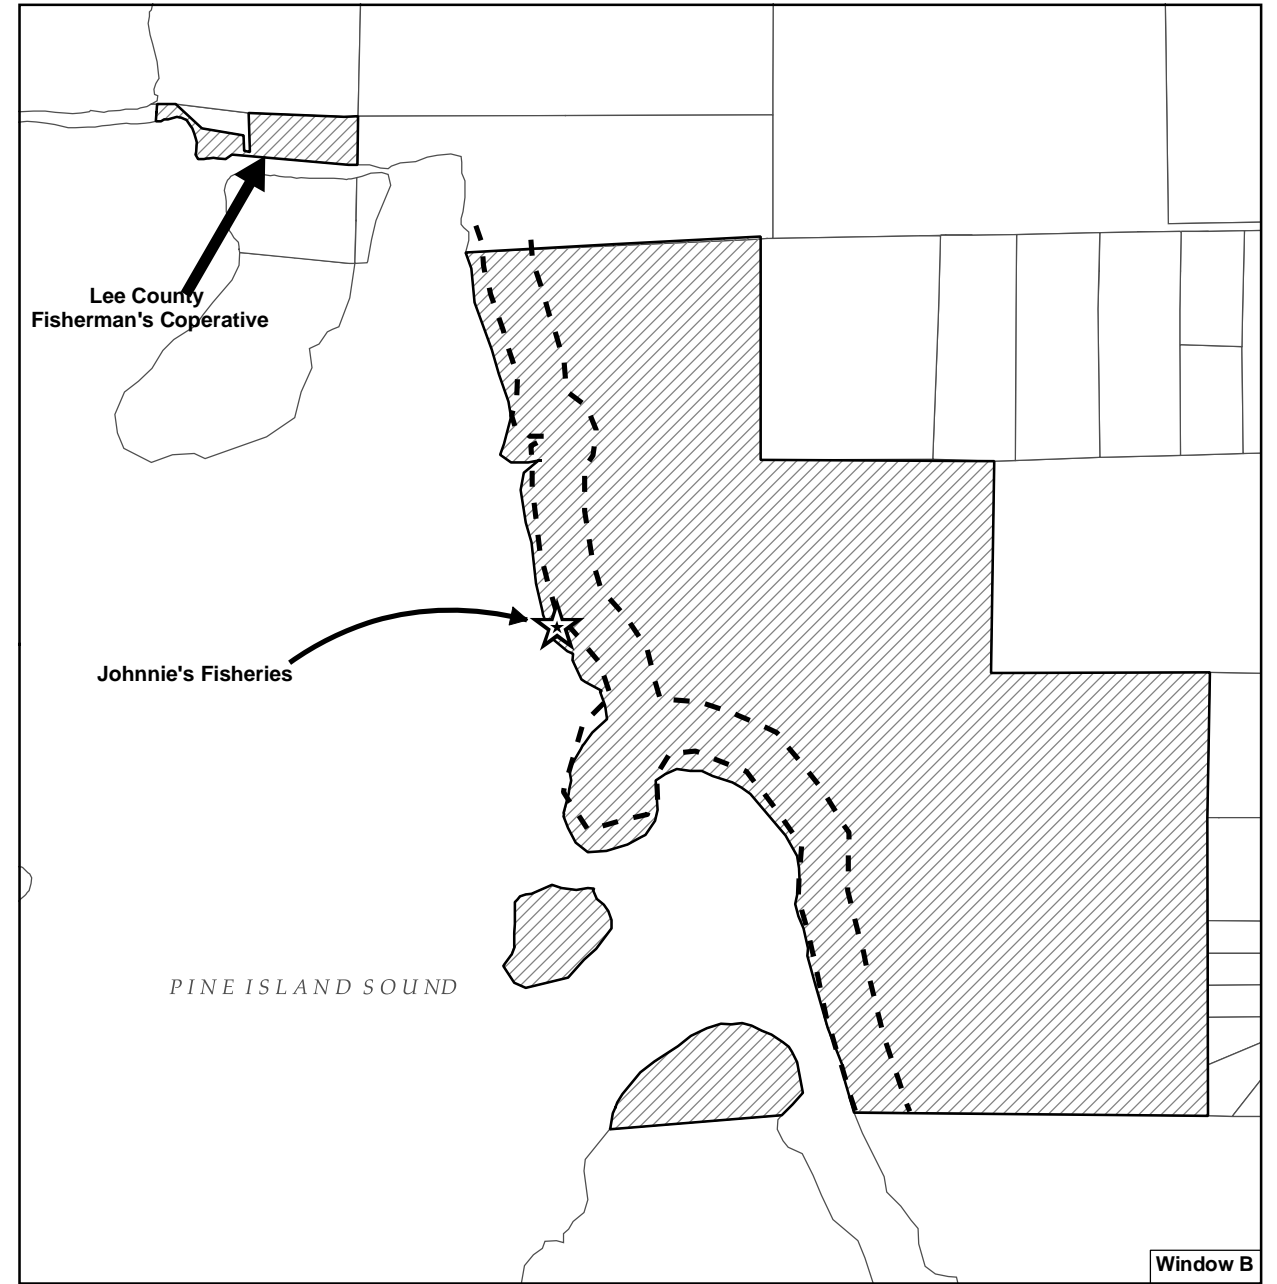 Lee County
Fisherman's Coperative
Johnnie's Fisheries
PINE ISLAND SOUND
Window B